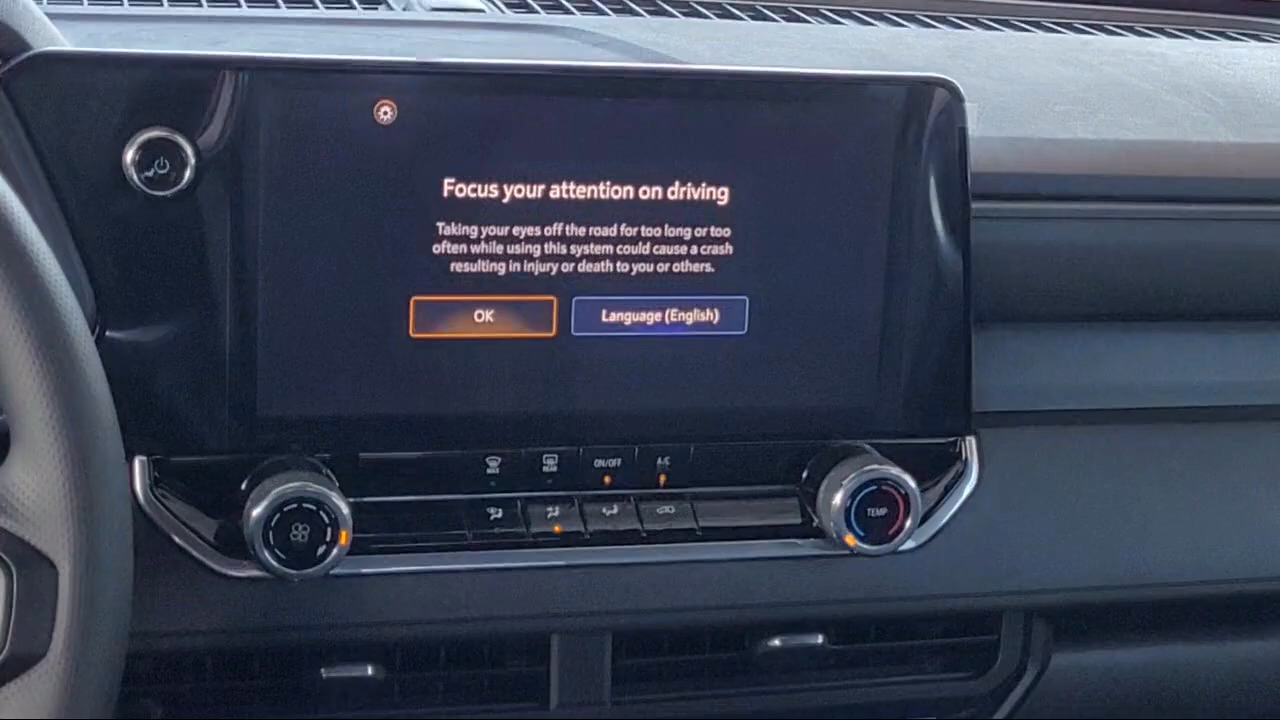 Focus your attention on driving
Taking your eyes off the road for too long or too
often while using this system could cause a crash
resulting in injury or death to you or others.
OK
Language (English)
MAX
REAR
ON/OFF
A/C
TEMP